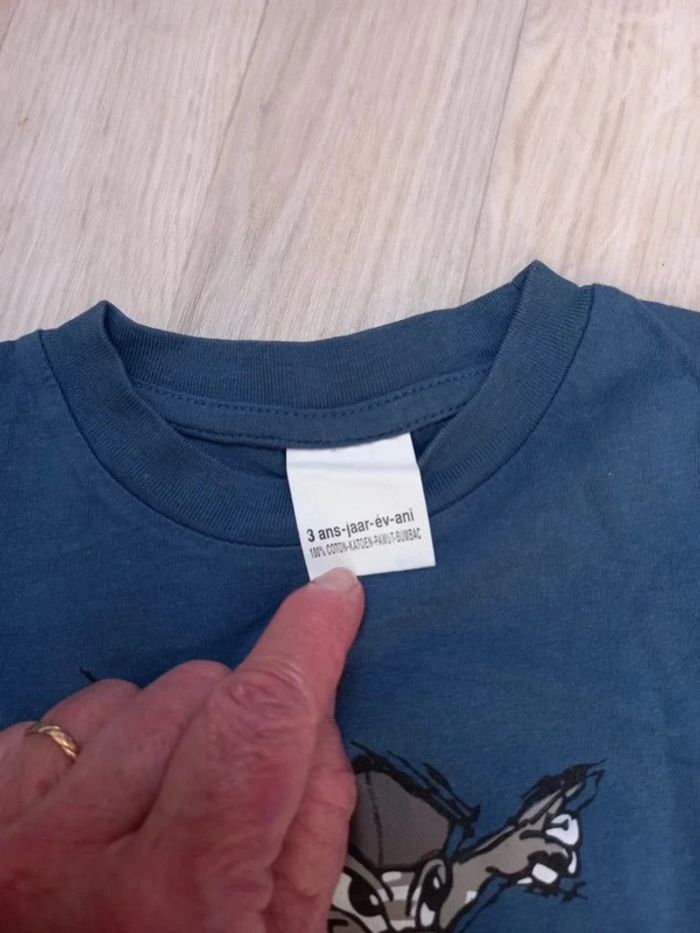 3 ans-jaar-év-ani
100% COTON-KATOEN-PAMUT-BUMBAC